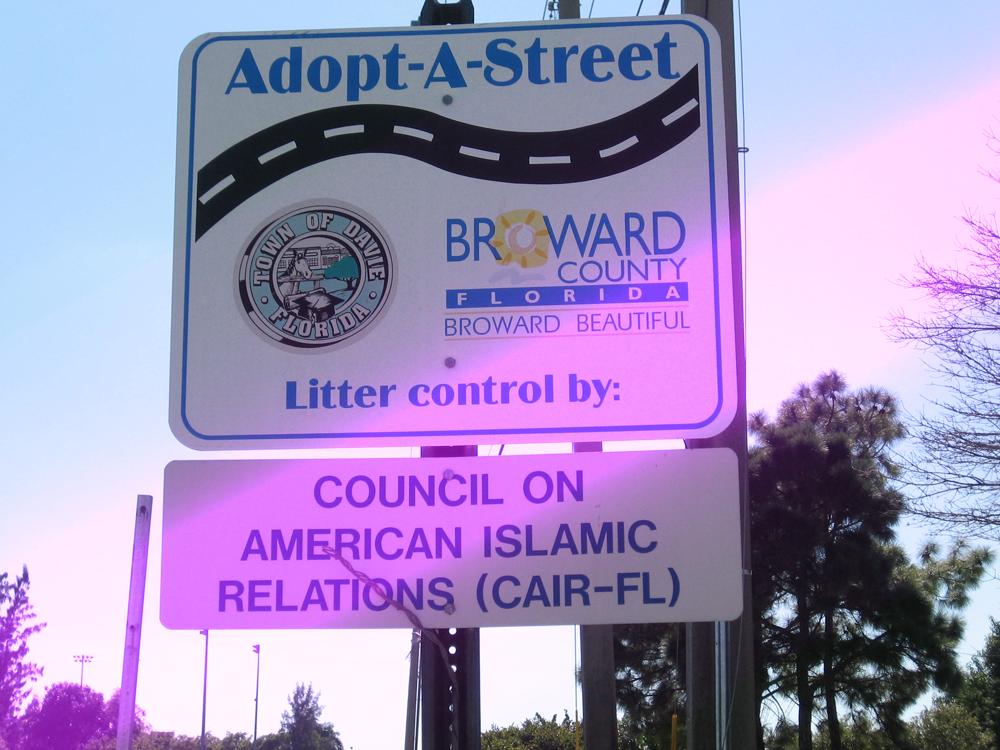 Adopt-A-Street
TOWN OF DAVIE
FLORIDA
BROWARD
COUNTY
FLORIDA
BROWARD BEAUTIFUL
Litter control by:
COUNCIL ON
AMERICAN ISLAMIC
RELATIONS (CAIR-FL)